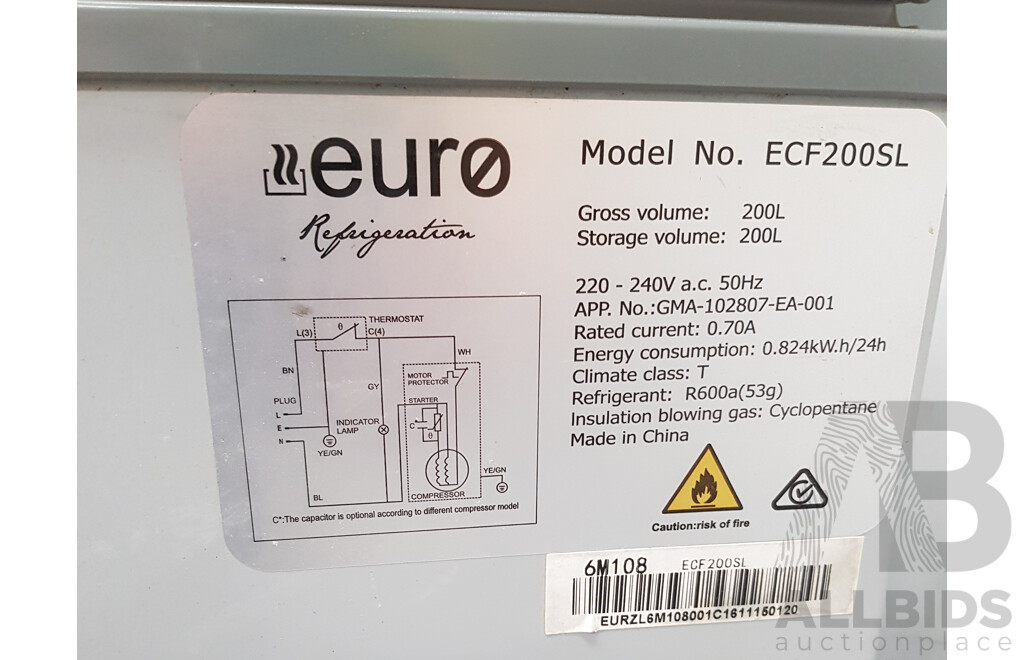 eurø
Refrigeration
Model No. ECF200SL
Gross volume: 200L
Storage volume: 200L
220 - 240V a.c. 50Hz
APP. No.:GMA-102807-EA-001
Rated current: 0.70A
Energy consumption: 0.824kW.h/24h
Climate class: T
Refrigerant: R600a(53g)
Insulation blowing gas: Cyclopentane
Made in China
Caution:risk of fire
L(3)
θ
THERMOSTAT
C(4)
WH
BN
GY
MOTOR
PROTECTOR
PLUG
L
E
N
INDICATOR
LAMP
STARTER
C*
θ
YE/GN
YE/GN
BL
COMPRESSOR
C*:The capacitor is optional according to different compressor model
6M108 ECF200SL
EURZL6M108001C1611150120
AB
ALLBIDS
auctionplace